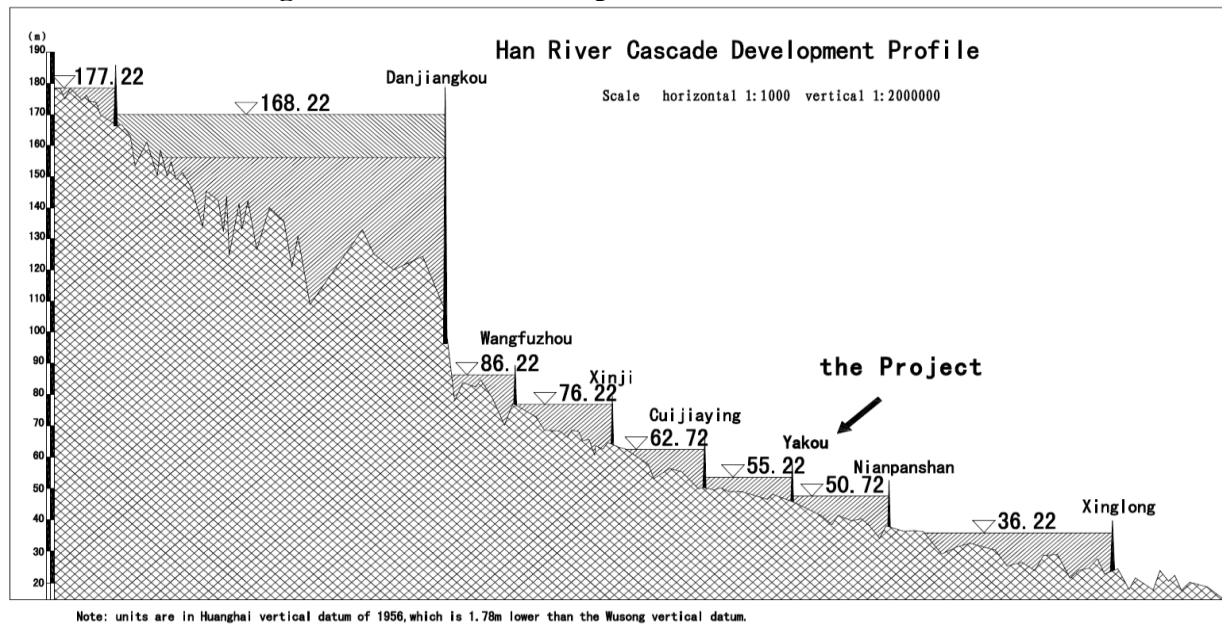 (m)
190
180
170
160
150
140
130
120
110
100
90
80
70
60
50
40
30
20
Han River Cascade Development Profile
Scale horizontal 1:1000 vertical 1:2000000
177.22
168.22
Danjiangkou
Wangfuzhou
86.22
Xinji
76.22
Cuijiaying
62.72
the Project
Yakou
55.22
Nianpanshan
50.72
Xinglong
36.22
Note: units are in Huanghai vertical datum of 1956,which is 1.78m lower than the Wusong vertical datum.